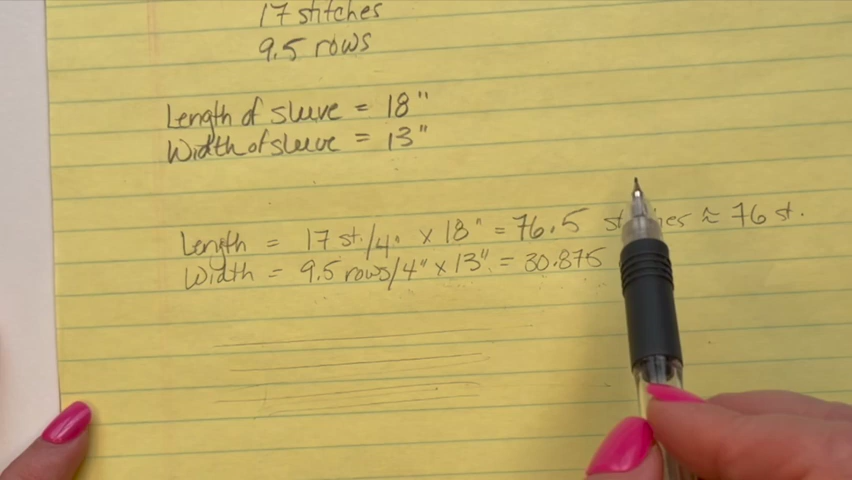 17 stitches
9.5 rows
Length of sleeve = 18"
Width of sleeve = 13"
Length = 17 st./4" x 18" = 76.5 ≈ 76 st.
Width = 9.5 rows/4" x 13" = 30.875